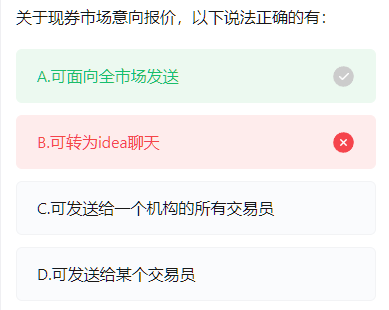 关于现券市场意向报价，以下说法正确的有：
A.可面向全市场发送
B.可转为idea聊天
C.可发送给一个机构的所有交易员
D.可发送给某个交易员